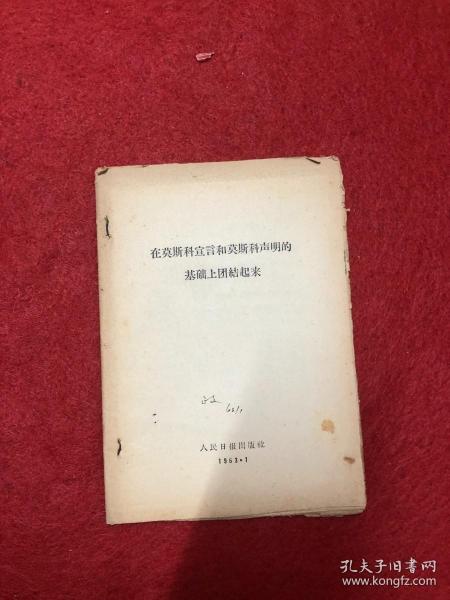 在莫斯科宣言和莫斯科声明的
基础上团結起来
人民日报出版社
1963·1
孔夫子旧书网
www.kongfz.com